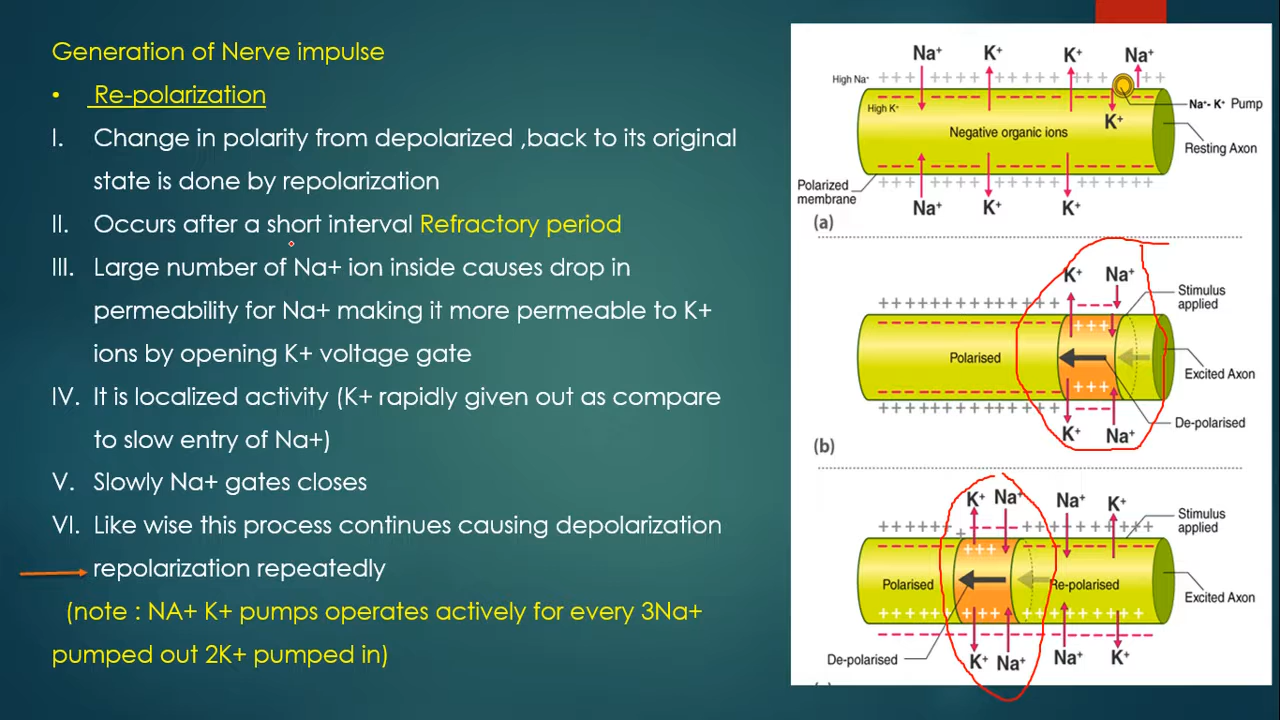 Generation of Nerve impulse
• Re-polarization
I. Change in polarity from depolarized ,back to its original
state is done by repolarization
II. Occurs after a short interval Refractory period
III. Large number of Na+ ion inside causes drop in
permeability for Na+ making it more permeable to K+
ions by opening K+ voltage gate
IV. It is localized activity (K+ rapidly given out as compare
to slow entry of Na+)
V. Slowly Na+ gates closes
VI. Like wise this process continues causing depolarization
repolarization repeatedly
(note : NA+ K+ pumps operates actively for every 3Na+
pumped out 2K+ pumped in)
Na⁺ K⁺ K⁺ Na⁺
High Na⁺
High K⁺
Na⁺- K⁺ Pump
K⁺
Negative organic ions
Resting Axon
Polarized
membrane
Na⁺ K⁺ K⁺
(a)
K⁺ Na⁺
Stimulus
applied
Polarised
Excited Axon
De-polarised
K⁺ Na⁺
(b)
K⁺ Na⁺ Na⁺ K⁺
Stimulus
applied
Polarised Re-polarised
Excited Axon
De-polarised
K⁺ Na⁺ Na⁺ K⁺